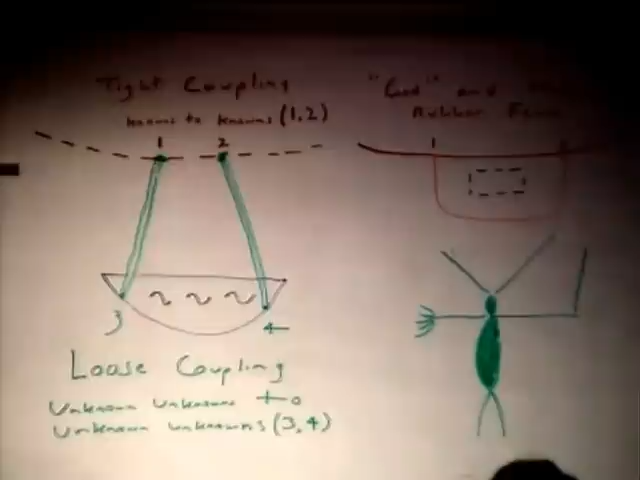 Tight Coupling
knowns to knowns (1,2)
1 2
3 4
Loose Coupling
Unknown unknowns to
Unknown unknowns (3,4)
"God" and
Rubber
1